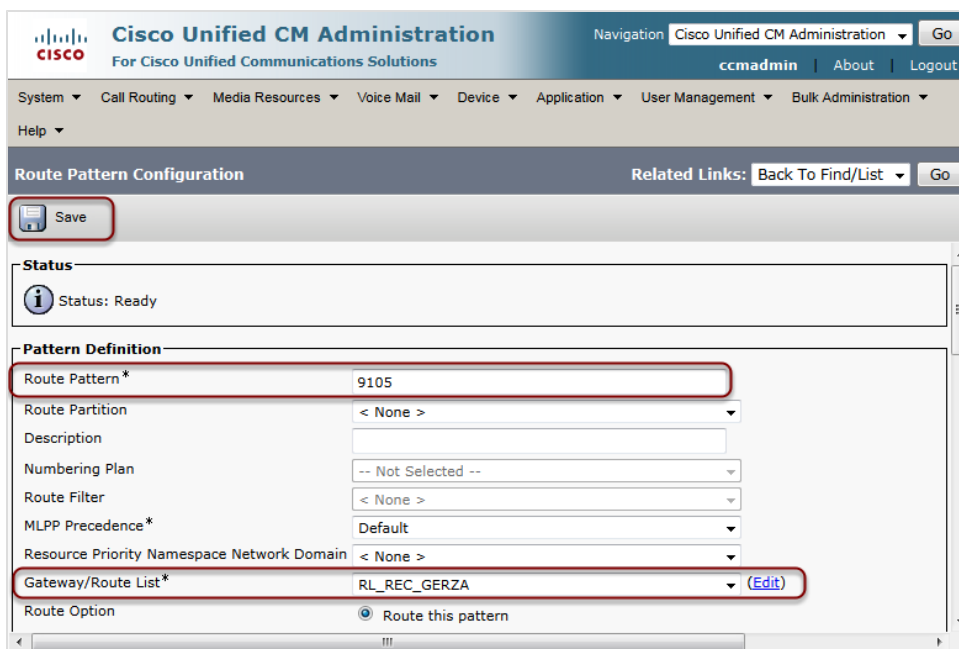 CISCO
Cisco Unified CM Administration
For Cisco Unified Communications Solutions
Navigation Cisco Unified CM Administration Go
ccmadmin | About | Logout
System Call Routing Media Resources Voice Mail Device Application User Management Bulk Administration
Help
Route Pattern Configuration
Related Links: Back To Find/List Go
Save
Status
Status: Ready
Pattern Definition
Route Pattern* 9105
Route Partition < None >
Description
Numbering Plan -- Not Selected --
Route Filter < None >
MLPP Precedence* Default
Resource Priority Namespace Network Domain < None >
Gateway/Route List* RL_REC_GERZA (Edit)
Route Option Route this pattern